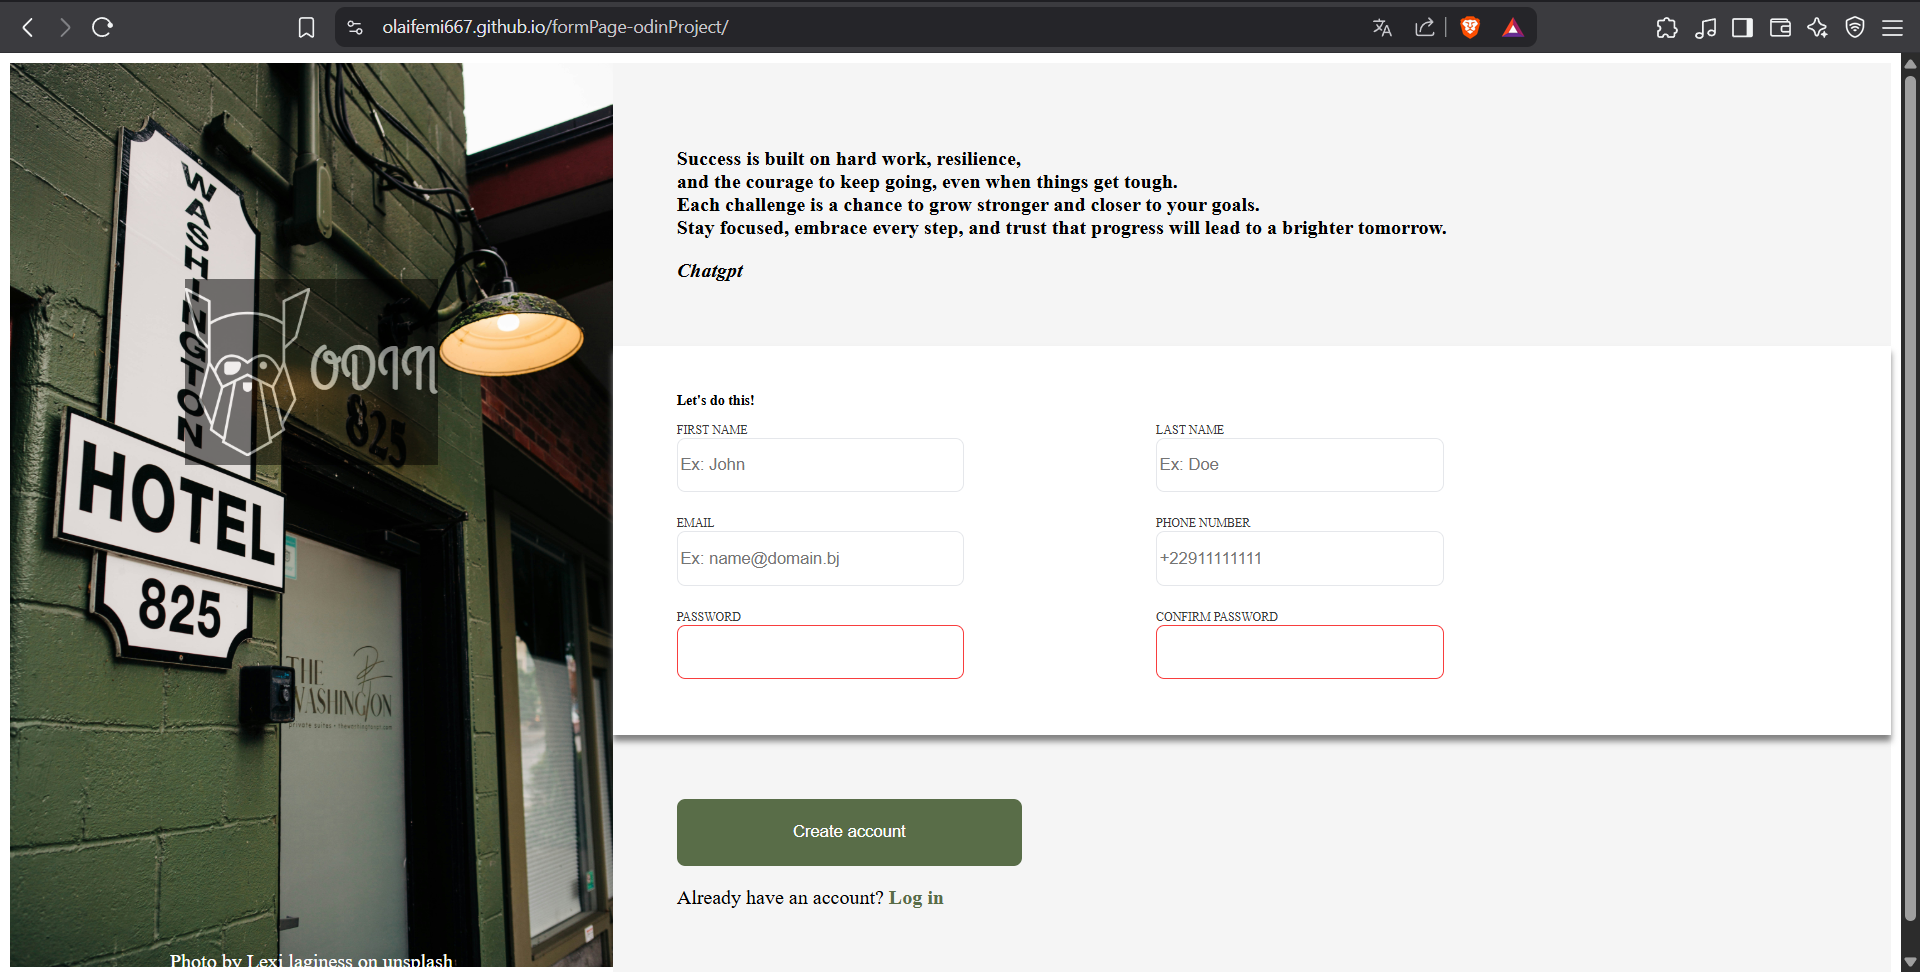 olaifemi667.github.io/formPage-odinProject/
WASHINGTON
ODIN
825
HOTEL
825
THE
WASHINGTON
Photo by Lexi laginess on unsplash
Success is built on hard work, resilience,
and the courage to keep going, even when things get tough.
Each challenge is a chance to grow stronger and closer to your goals.
Stay focused, embrace every step, and trust that progress will lead to a brighter tomorrow.
Chatgpt
Let's do this!
FIRST NAME
LAST NAME
Ex: John
Ex: Doe
EMAIL
PHONE NUMBER
Ex: name@domain.bj
+22911111111
PASSWORD
CONFIRM PASSWORD
Create account
Already have an account? Log in